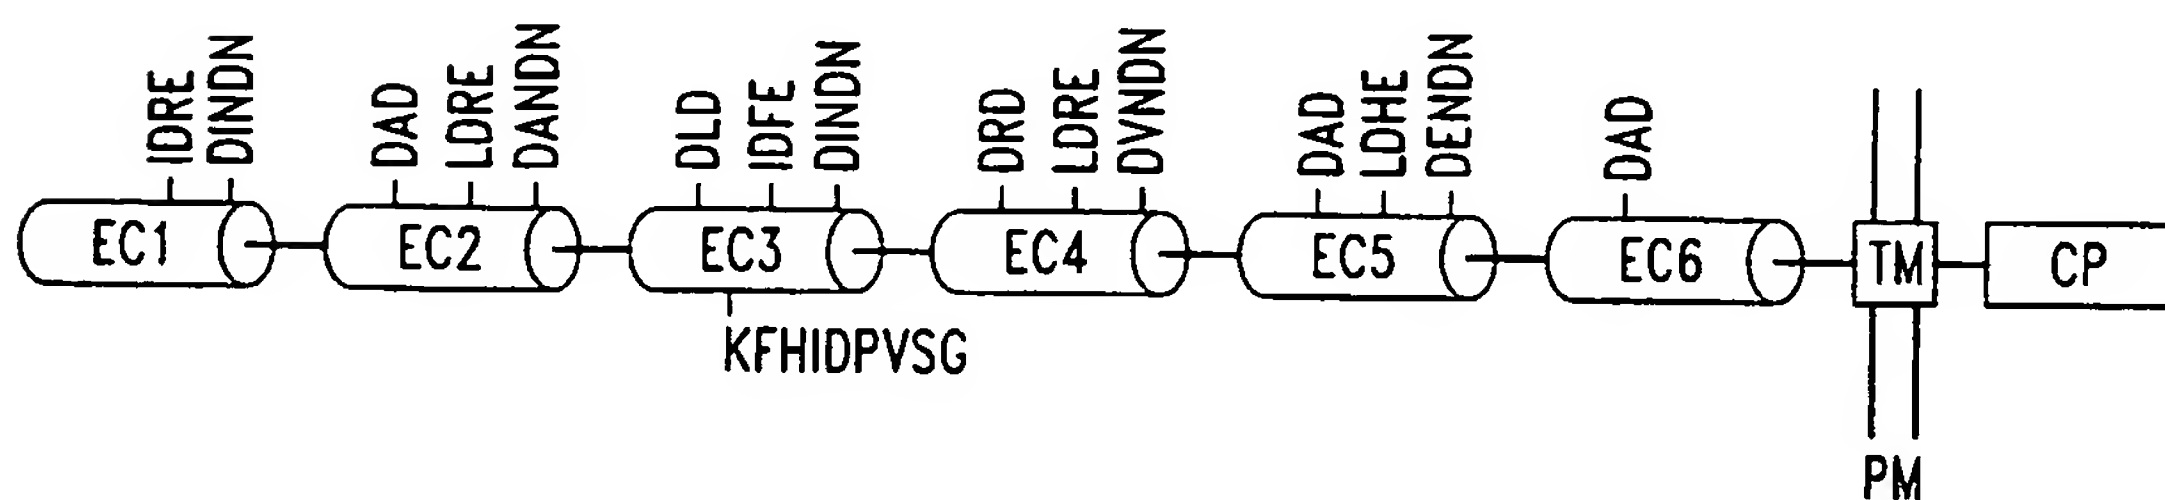 IDRE DINDN DAD LDRE DANDN DLD IDFE DINDN DRD LDRE DVNDN DAD LDHE DENDN DAD
EC1 EC2 EC3 EC4 EC5 EC6 TM CP
KFHIDPVSG
PM